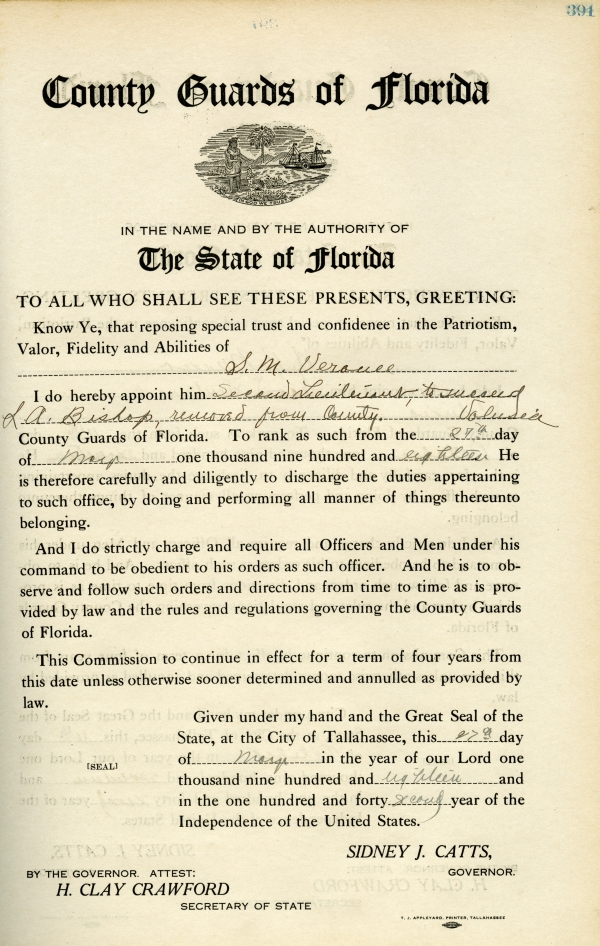 391
County Guards of Florida
IN GOD WE TRUST
IN THE NAME AND BY THE AUTHORITY OF
The State of Florida
TO ALL WHO SHALL SEE THESE PRESENTS, GREETING:
Know Ye, that reposing special trust and confidenee in the Patriotism,
Valor, Fidelity and Abilities of
S. M.
I do hereby appoint him Second Lieutenant, to succeed
L A. Bishop, removed from County. Volusia
County Guards of Florida. To rank as such from the 27th day
of May one thousand nine hundred and eighteen He
is therefore carefully and diligently to discharge the duties appertaining
to such office, by doing and performing all manner of things thereunto
belonging.
And I do strictly charge and require all Officers and Men under his
command to be obedient to his orders as such officer. And he is to ob-
serve and follow such orders and directions from time to time as is pro-
vided by law and the rules and regulations governing the County Guards
of Florida.
This Commission to continue in effect for a term of four years from
this date unless otherwise sooner determined and annulled as provided by
law.
Given under my hand and the Great Seal of the
State, at the City of Tallahassee, this 27th day
[SEAL] of May in the year of our Lord one
thousand nine hundred and eighteen and
in the one hundred and forty second year of the
Independence of the United States.
SIDNEY J. CATTS,
BY THE GOVERNOR. ATTEST: GOVERNOR.
H. CLAY CRAWFORD
SECRETARY OF STATE
T. J. APPLEYARD, PRINTER, TALLAHASSEE